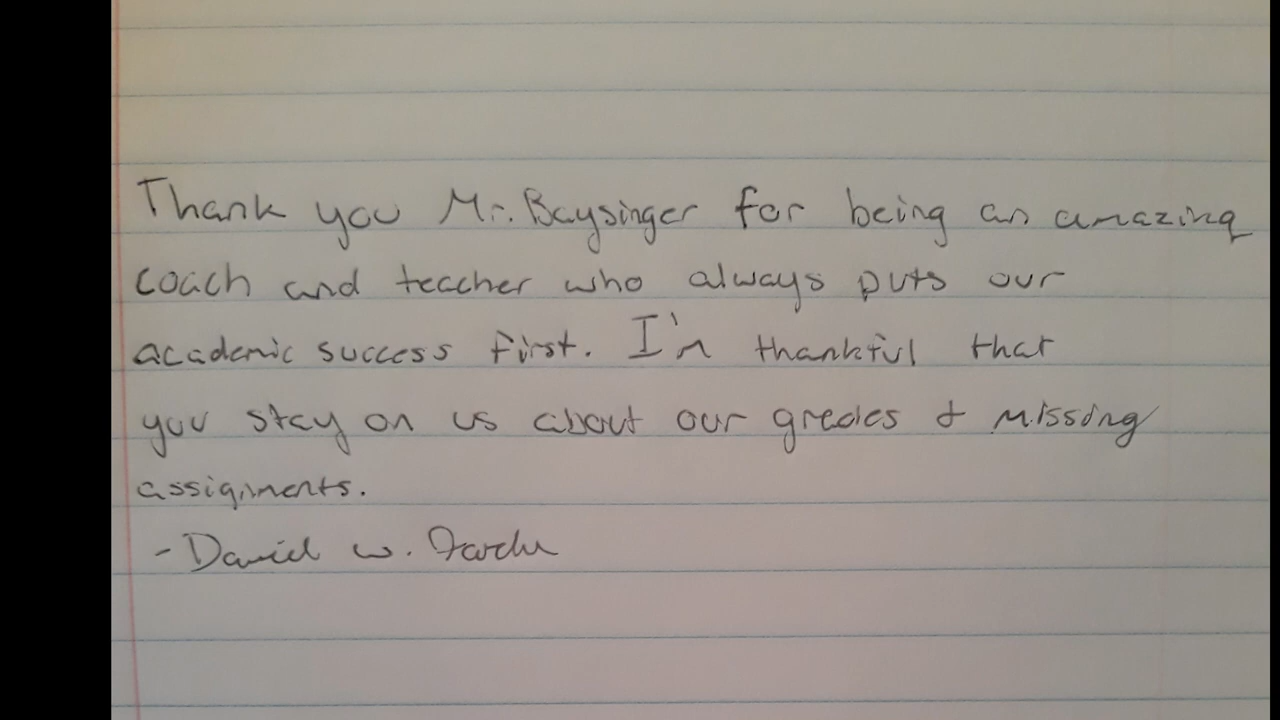 Thank you Mr. Baysinger for being an amazing
coach and teacher who always puts our
academic success first. I'm thankful that
you stay on us about our grades & missing
assignments.
- David W.